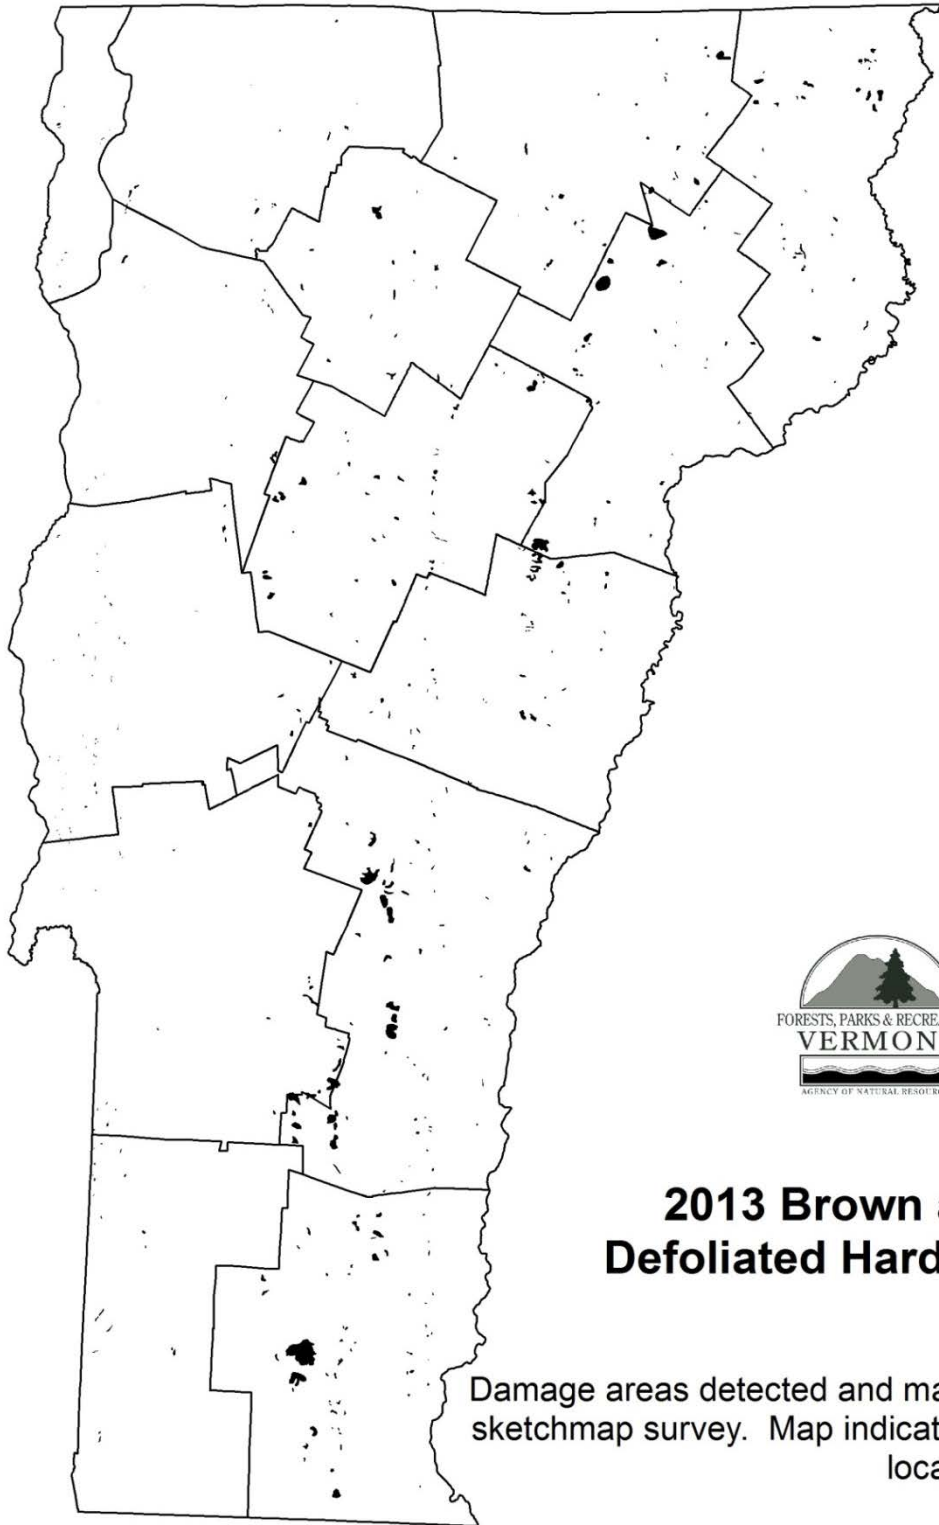 FORESTS, PARKS & RECREA
VERMON
AGENCY OF NATURAL RESOUR
2013 Brown
Defoliated Hard
Damage areas detected and ma
sketchmap survey. Map indicat
loca